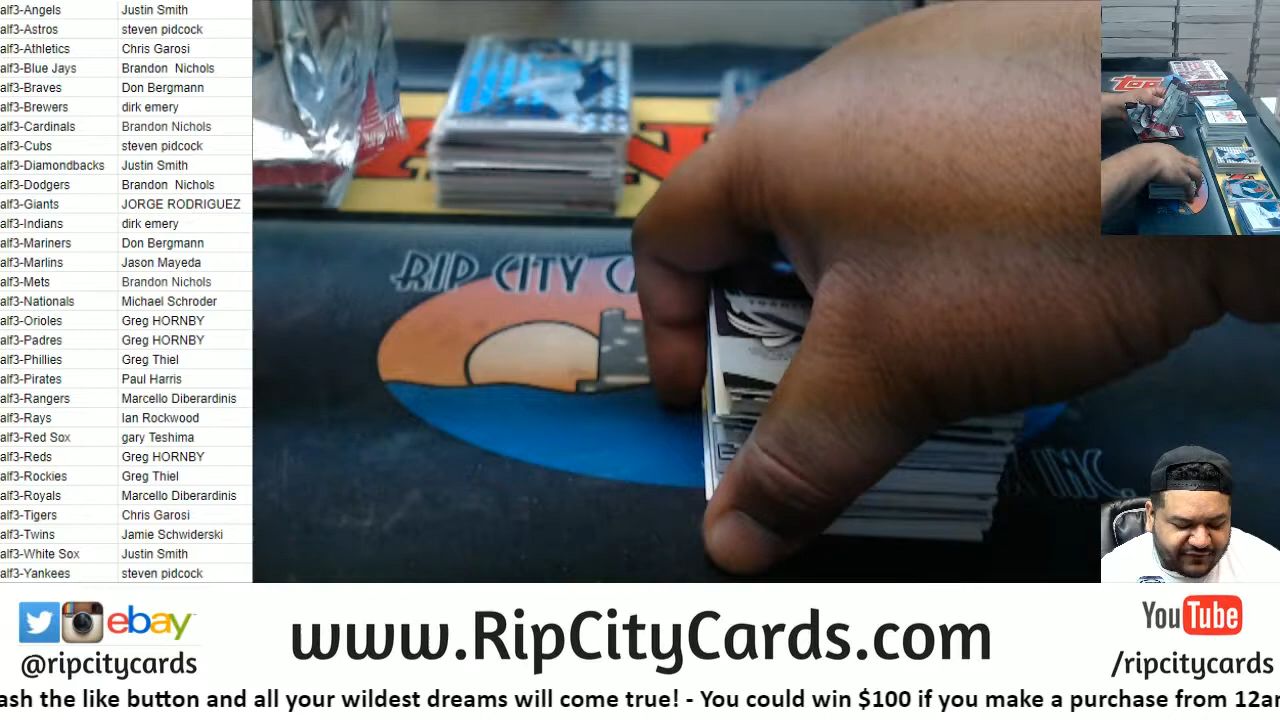 alf3-Angels Justin Smith
alf3-Astros steven pidcock
alf3-Athletics Chris Garosi
alf3-Blue Jays Brandon Nichols
alf3-Braves Don Bergmann
alf3-Brewers dirk emery
alf3-Cardinals Brandon Nichols
alf3-Cubs steven pidcock
alf3-Diamondbacks Justin Smith
alf3-Dodgers Brandon Nichols
alf3-Giants JORGE RODRIGUEZ
alf3-Indians dirk emery
alf3-Mariners Don Bergmann
alf3-Marlins Jason Mayeda
alf3-Mets Brandon Nichols
alf3-Nationals Michael Schroder
alf3-Orioles Greg HORNBY
alf3-Padres Greg HORNBY
alf3-Phillies Greg Thiel
alf3-Pirates Paul Harris
alf3-Rangers Marcello Diberardinis
alf3-Rays Ian Rockwood
alf3-Red Sox gary Teshima
alf3-Reds Greg HORNBY
alf3-Rockies Greg Thiel
alf3-Royals Marcello Diberardinis
alf3-Tigers Chris Garosi
alf3-Twins Jamie Schwiderski
alf3-White Sox Justin Smith
alf3-Yankees steven pidcock
RIP CITY
INK.
ebay
@ripcitycards
www.RipCityCards.com
YouTube
/ripcitycards
ash the like button and all your wildest dreams will come true! - You could win $100 if you make a purchase from 12am